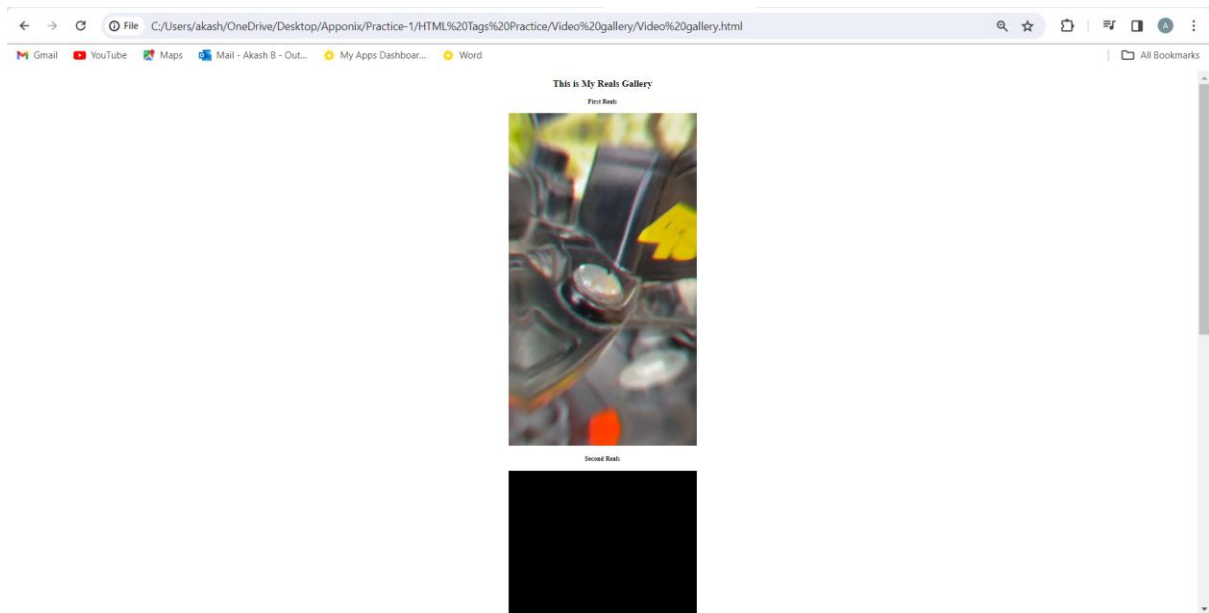 File C:/Users/akash/OneDrive/Desktop/Apponix/Practice-1/HTML%20Tags%20Practice/Video%20gallery/Video%20gallery.html A
Gmail YouTube Maps Mail - Akash B - Out... My Apps Dashboar... Word All Bookmarks
This is My Reals Gallery
First Reals
Second Reals